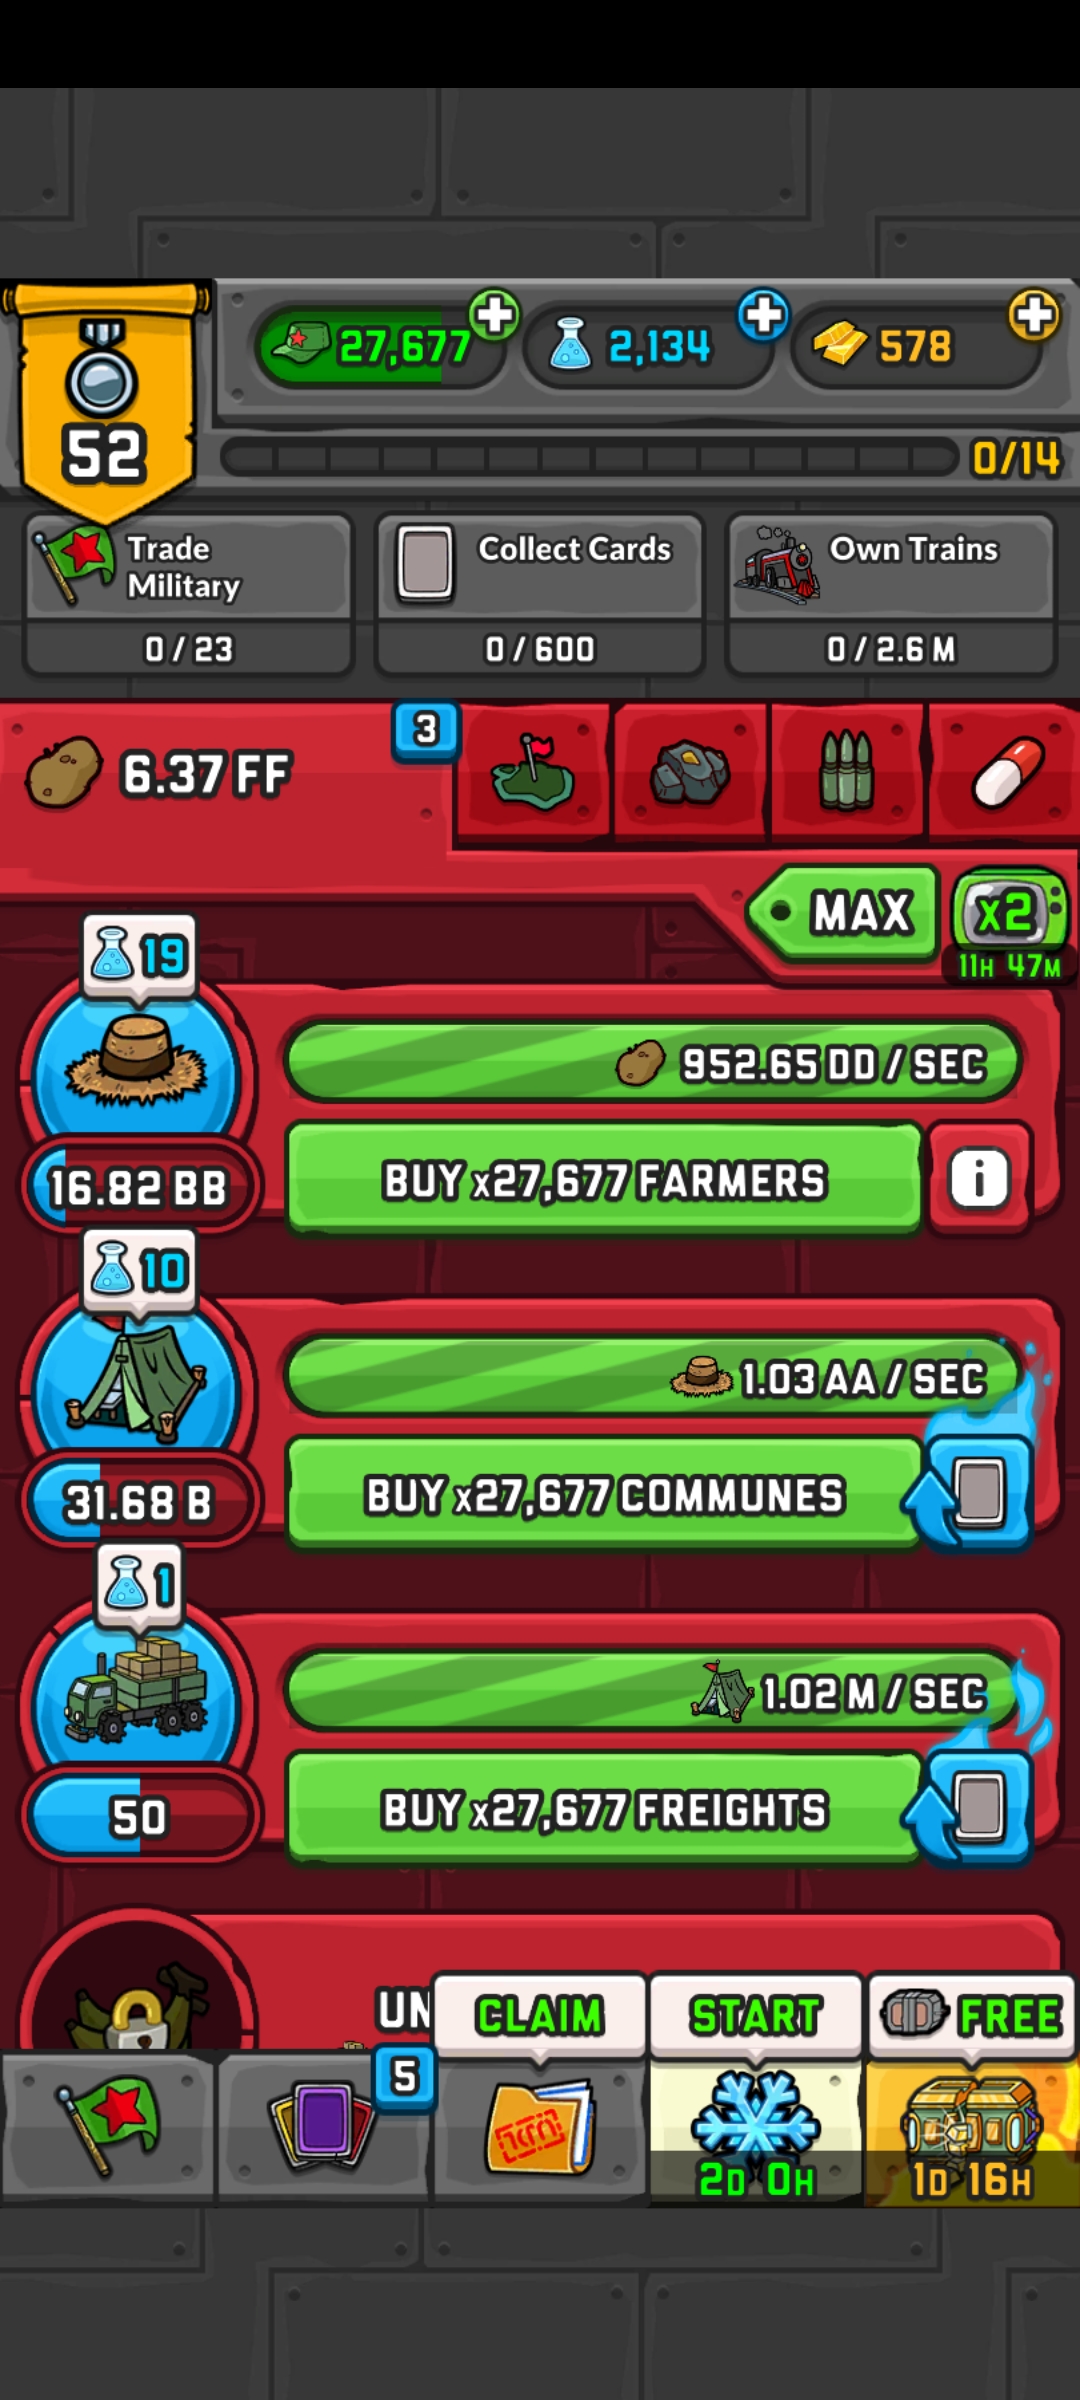 27,677
2,134
578
52
0/14
Trade
Military
Collect Cards
Own Trains
0 / 23
0 / 600
0 / 2.6 M
6.37 FF
3
MAX
x2
11H 47M
19
952.65 DD / SEC
16.82 BB
BUY x27,677 FARMERS
i
10
1.03 AA / SEC
31.68 B
BUY x27,677 COMMUNES
1
1.02 M / SEC
50
BUY x27,677 FREIGHTS
UN
CLAIM
START
FREE
5
2D 0H
1D 16H